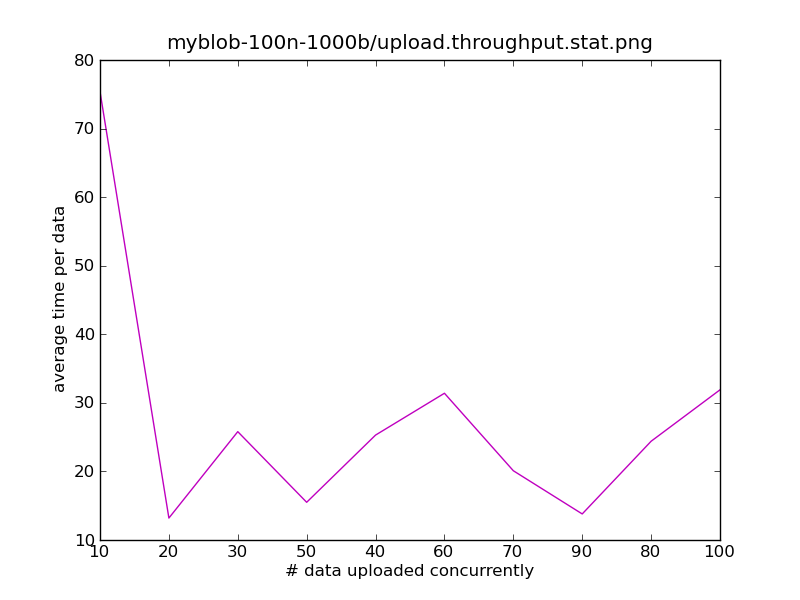 myblob-100n-1000b/upload.throughput.stat.png
80
70
60
50
40
30
20
10
average time per data
10 20 30 50 40 60 70 90 80 100
# data uploaded concurrently